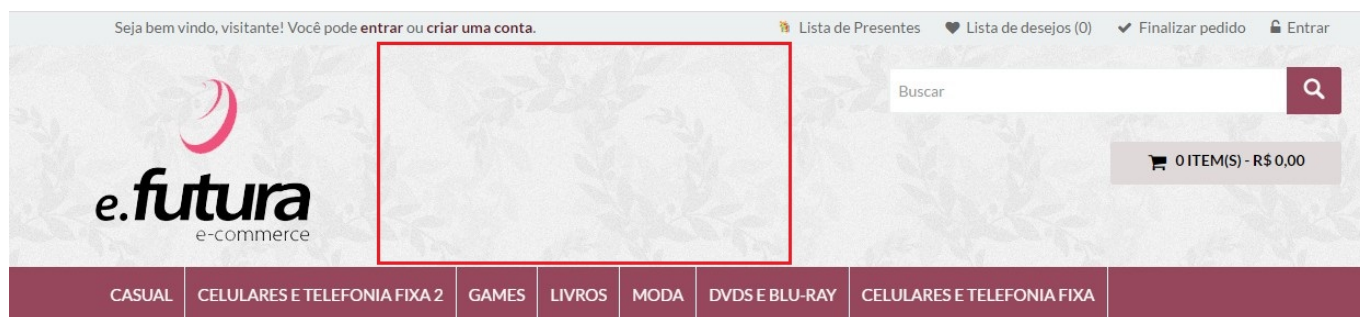 Seja bem vindo, visitante! Você pode entrar ou criar uma conta.
Lista de Presentes
Lista de desejos (0)
Finalizar pedido
Entrar
Buscar
0 ITEM(S) - R$ 0,00
e.futura
e-commerce
CASUAL
CELULARES E TELEFONIA FIXA 2
GAMES
LIVROS
MODA
DVDS E BLU-RAY
CELULARES E TELEFONIA FIXA